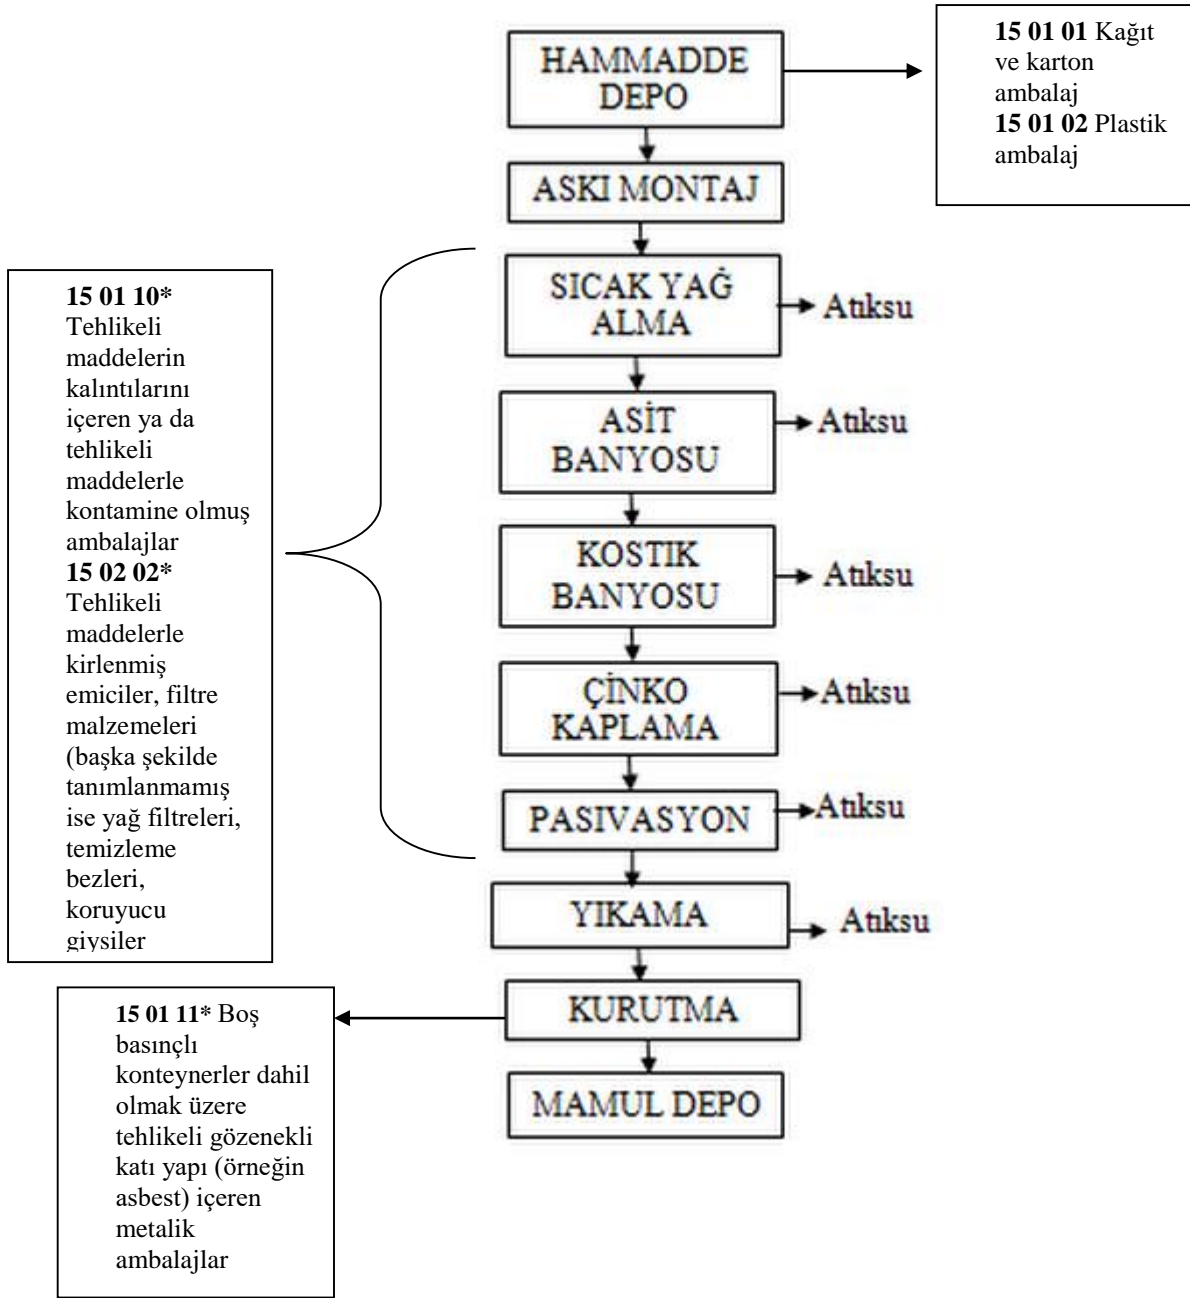 HAMMADDE
DEPO
15 01 01 Kağıt
ve karton
ambalaj
15 01 02 Plastik
ambalaj
ASKI MONTAJ
SICAK YAĞ
ALMA
Atıksu
ASİT
BANYOSU
Atıksu
KOSTIK
BANYOSU
Atıksu
ÇİNKO
KAPLAMA
Atıksu
PASIVASYON
Atıksu
15 01 10*
Tehlikeli
maddelerin
kalıntılarını
içeren ya da
tehlikeli
maddelerle
kontamine olmuş
ambalajlar
15 02 02*
Tehlikeli
maddelerle
kirlenmiş
emiciler, filtre
malzemeleri
(başka şekilde
tanımlanmamış
ise yağ filtreleri,
temizleme
bezleri,
koruyucu
giysiler
YIKAMA
Atıksu
KURUTMA
15 01 11* Boş
basınçlı
konteynerler dahil
olmak üzere
tehlikeli gözenekli
katı yapı (örneğin
asbest) içeren
metalik
ambalajlar
MAMUL DEPO